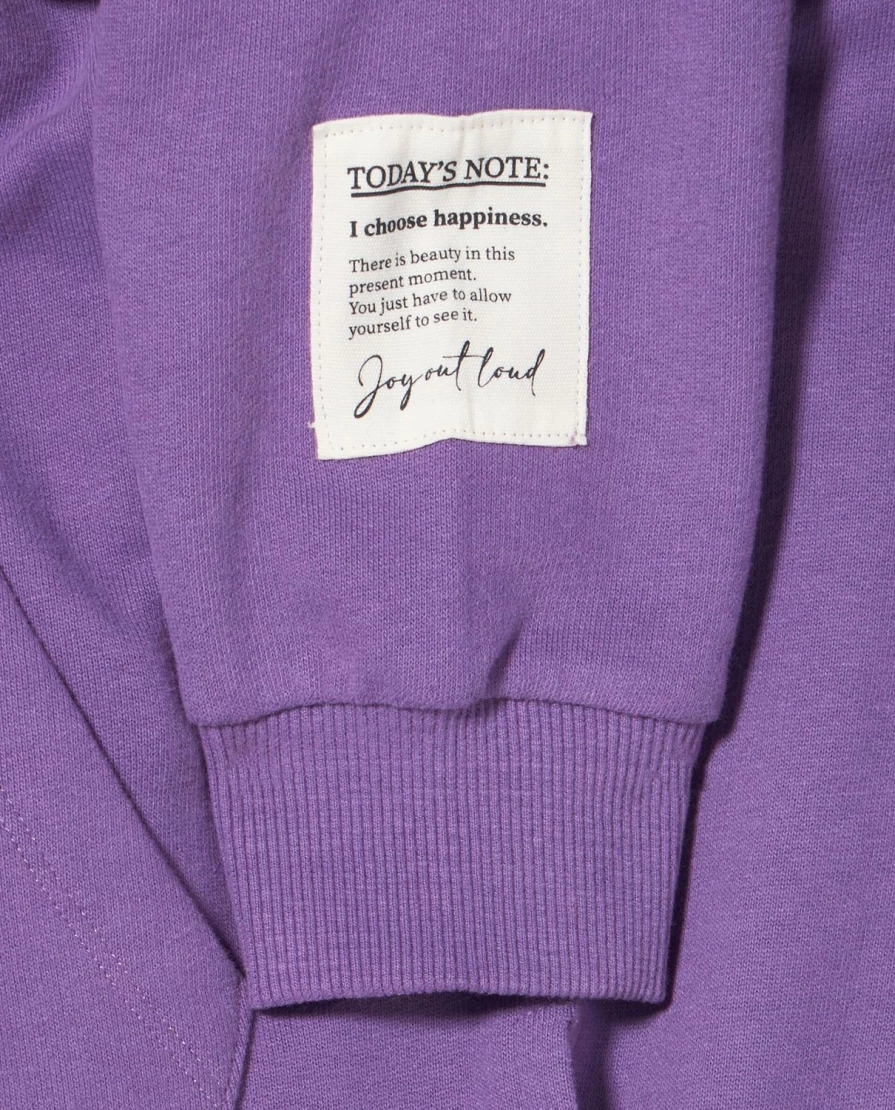 TODAY'S NOTE:
I choose happiness.
There is beauty in this
present moment.
You just have to allow
yourself to see it.
Joy out loud